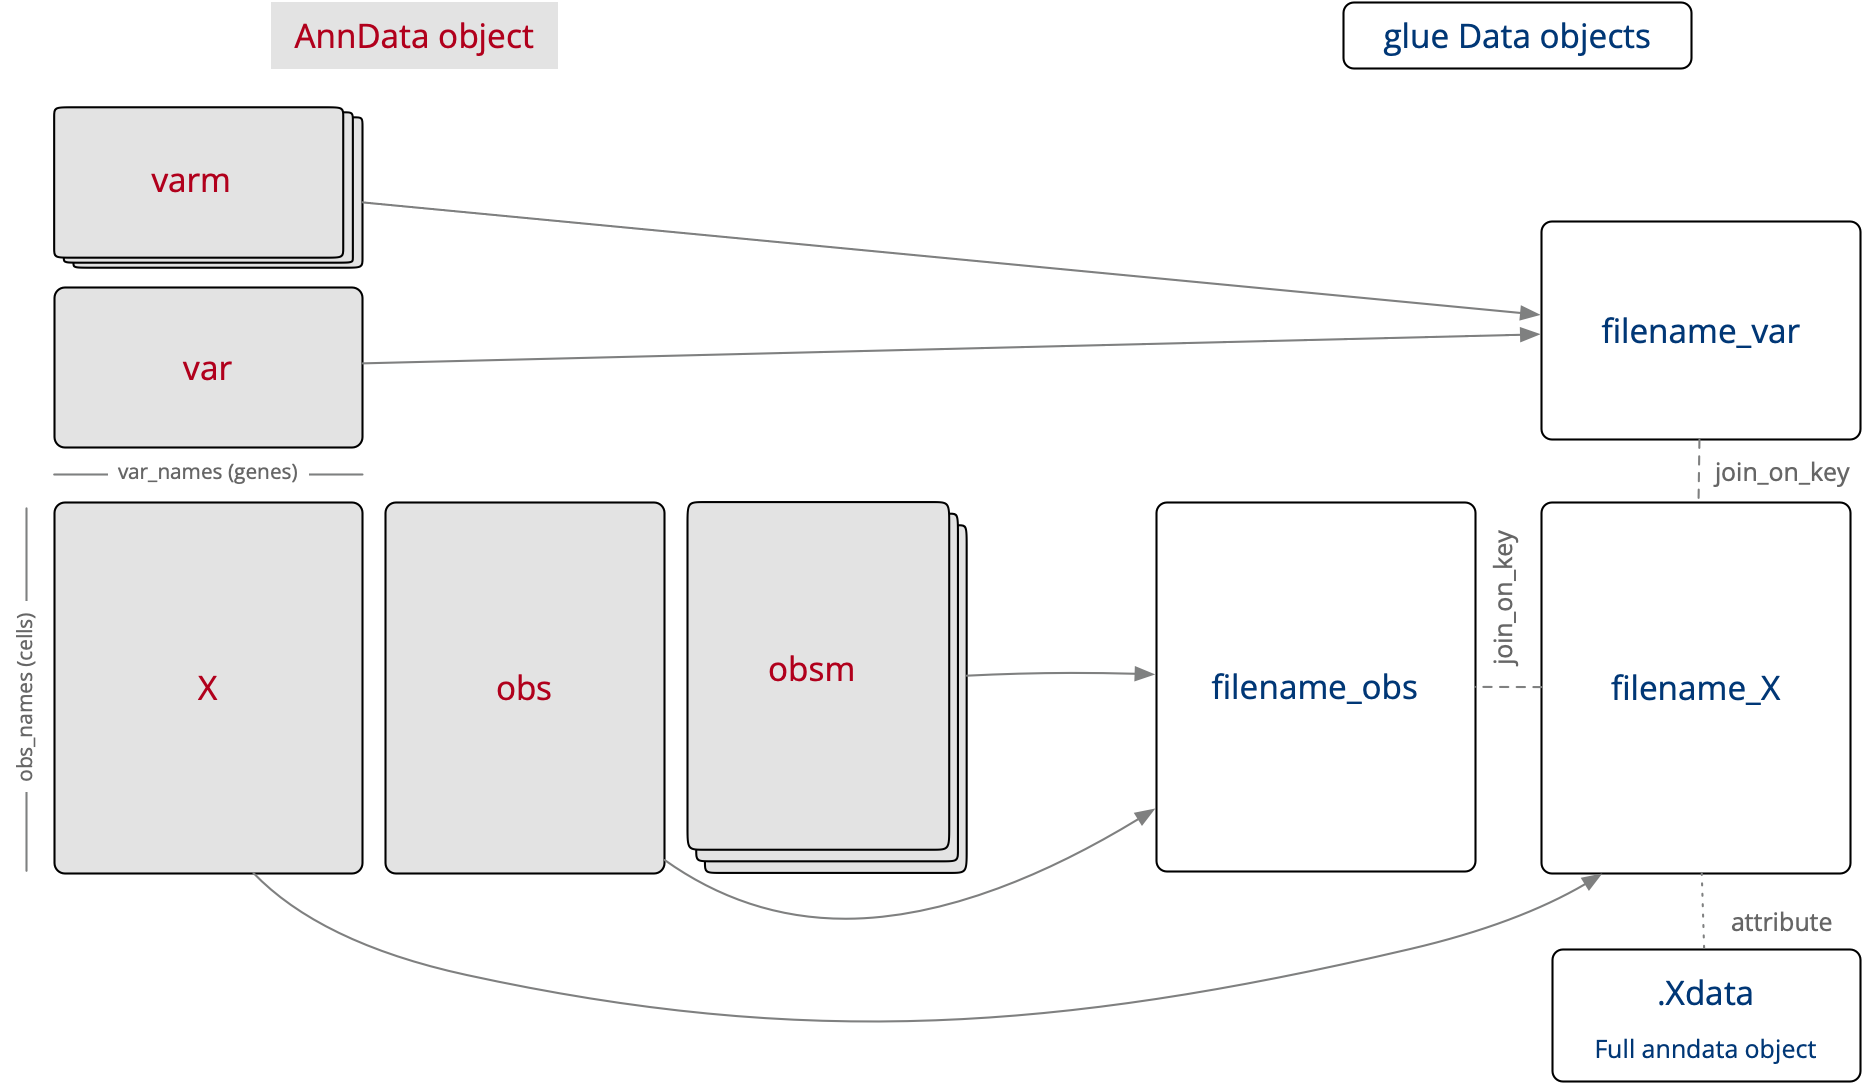 AnnData object
glue Data objects
varm
var
filename_var
var_names (genes)
join_on_key
obs_names (cells)
X
obs
obsm
filename_obs
join_on_key
filename_X
attribute
.Xdata
Full anndata object